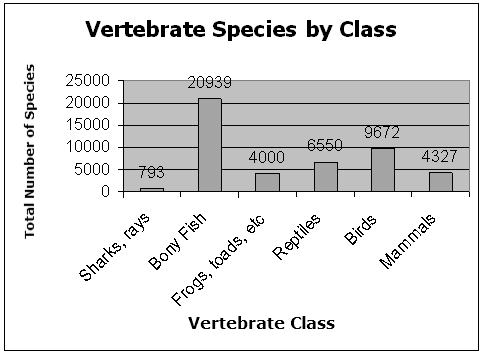 Vertebrate Species by Class
Total Number of Species
25000
20000
15000
10000
5000
0
793
20939
4000
6550
9672
4327
Sharks, rays
Bony Fish
Frogs, toads, etc
Reptiles
Birds
Mammals
Vertebrate Class